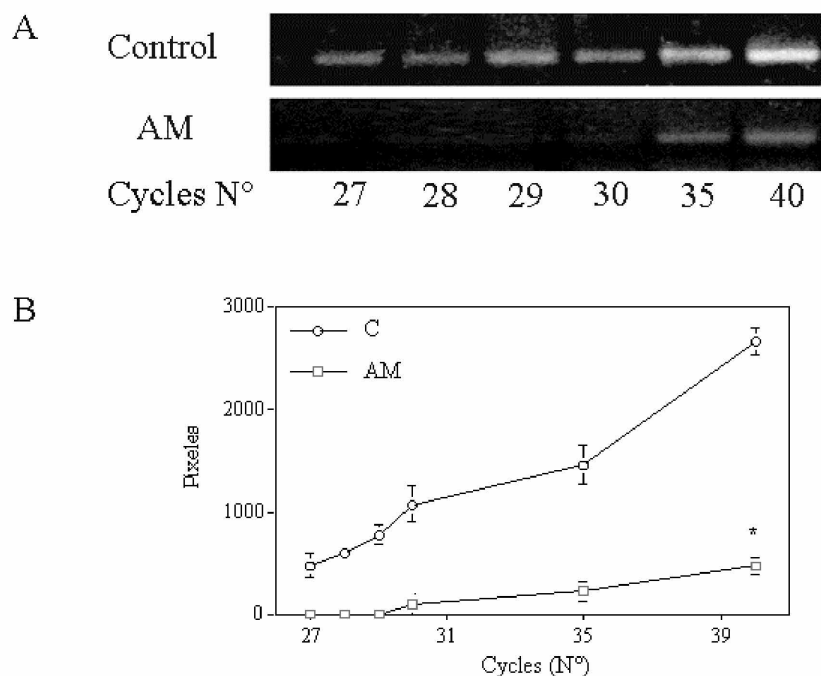 A
Control
AM
Cycles N° 27 28 29 30 35 40
B
3000
C
AM
2000
Pixeles
1000
*
0
27 31 35 39
Cycles (N°)